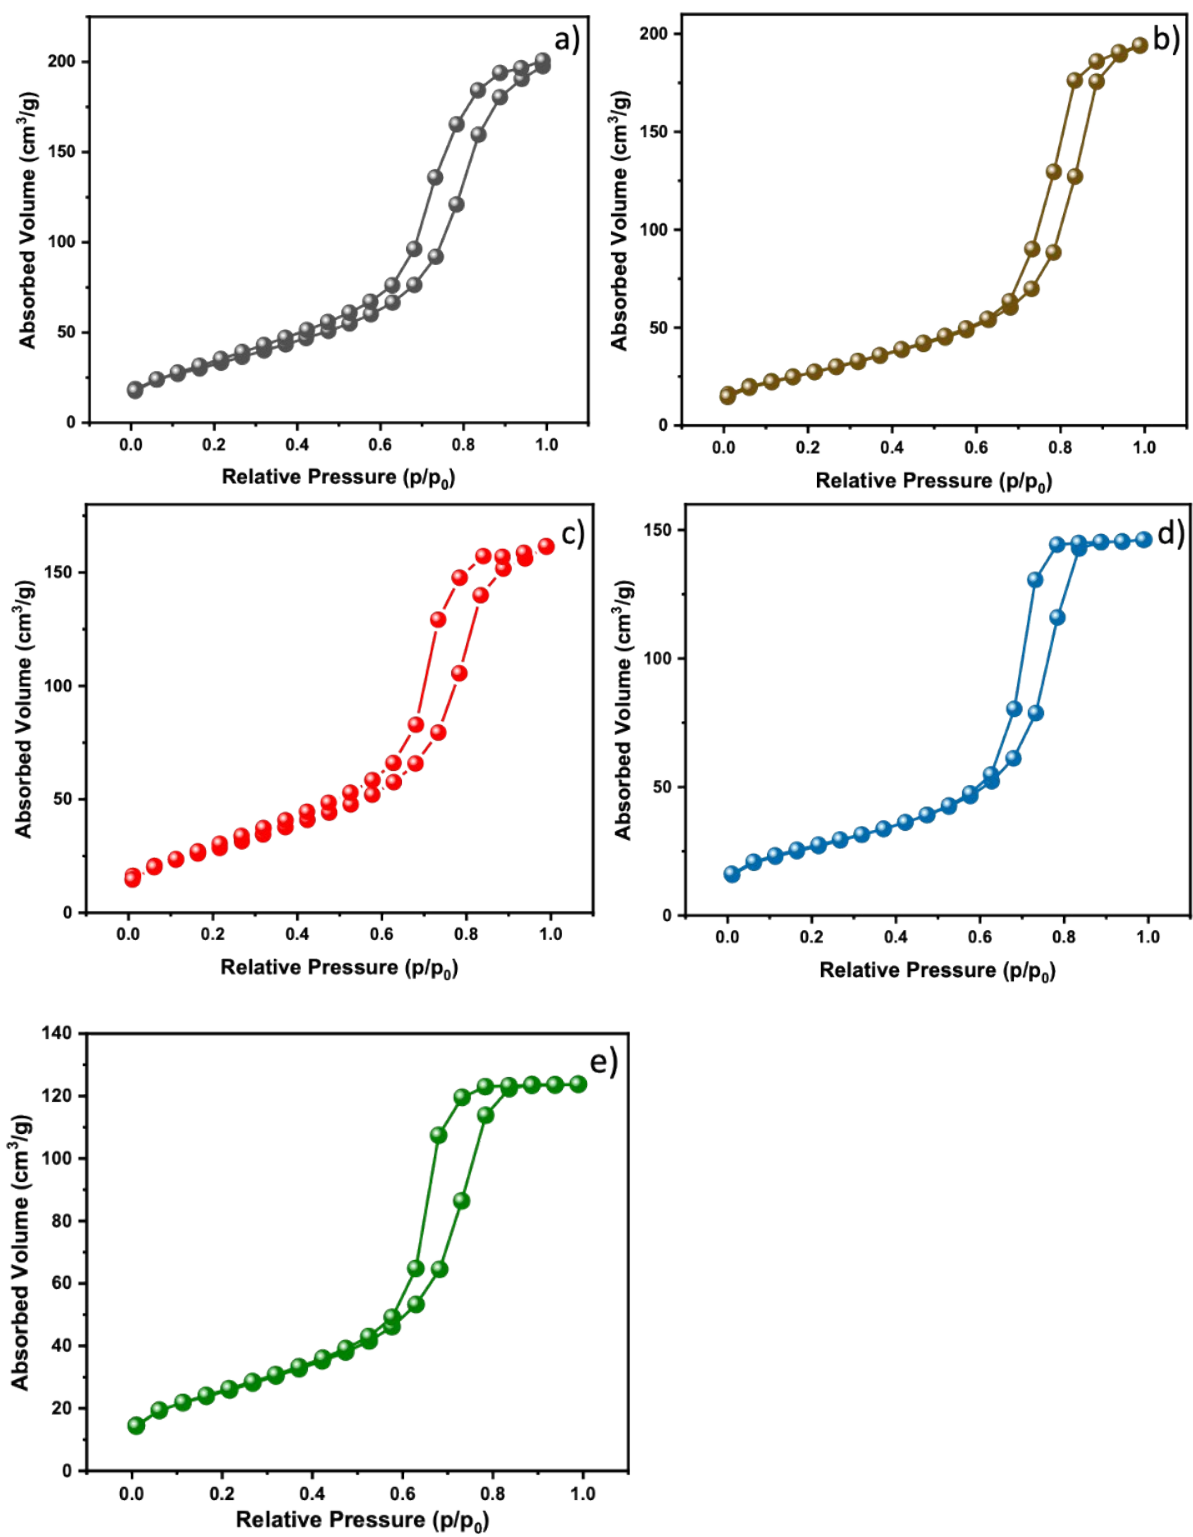 a)
Absorbed Volume (cm³/g)
200
150
100
50
0
0.0 0.2 0.4 0.6 0.8 1.0
Relative Pressure (p/p₀)
b)
Absorbed Volume (cm³/g)
200
150
100
50
0
0.0 0.2 0.4 0.6 0.8 1.0
Relative Pressure (p/p₀)
c)
Absorbed Volume (cm³/g)
150
100
50
0
0.0 0.2 0.4 0.6 0.8 1.0
Relative Pressure (p/p₀)
d)
Absorbed Volume (cm³/g)
150
100
50
0
0.0 0.2 0.4 0.6 0.8 1.0
Relative Pressure (p/p₀)
e)
Absorbed Volume (cm³/g)
140
120
100
80
60
40
20
0
0.0 0.2 0.4 0.6 0.8 1.0
Relative Pressure (p/p₀)